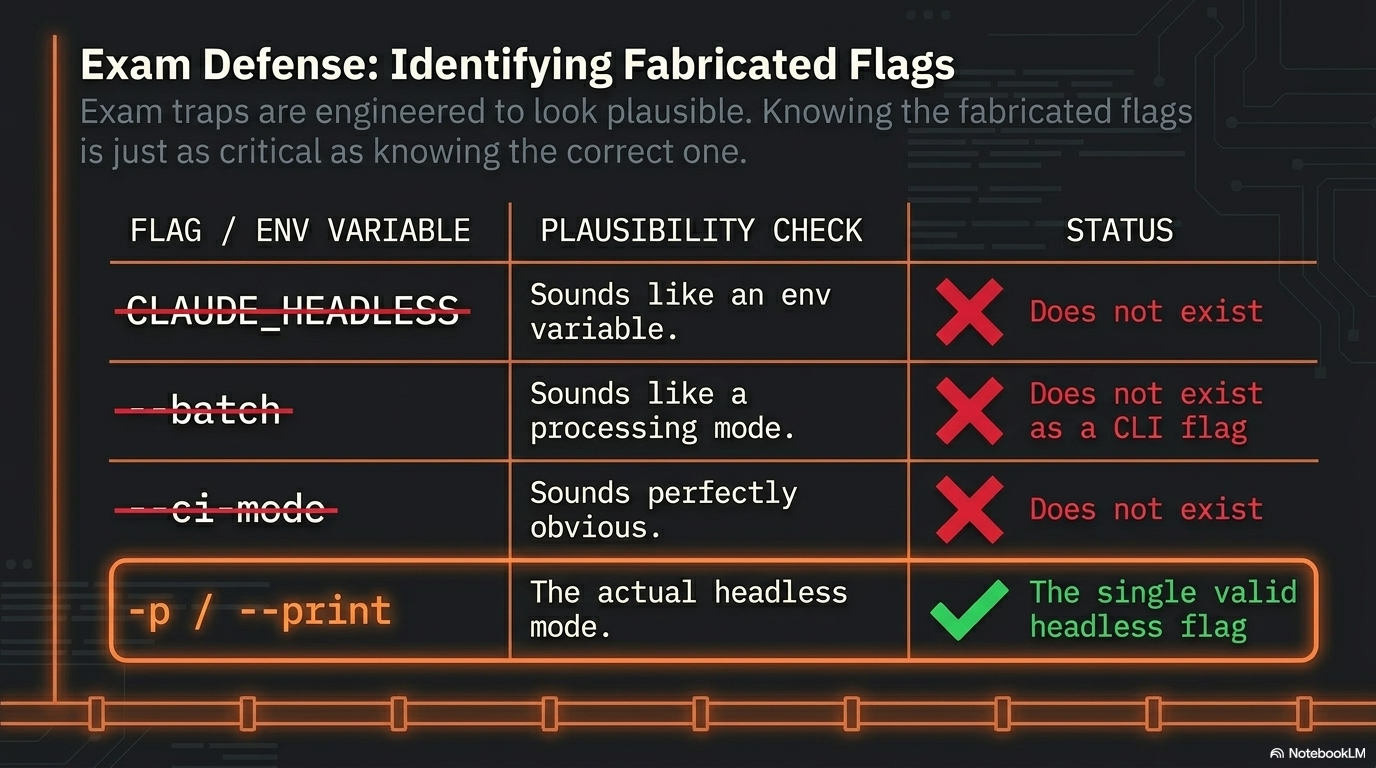 Exam Defense: Identifying Fabricated Flags
Exam traps are engineered to look plausible. Knowing the fabricated flags
is just as critical as knowing the correct one.
FLAG / ENV VARIABLE
PLAUSIBILITY CHECK
STATUS
CLAUDE_HEADLESS
Sounds like an env
variable.
Does not exist
--batch
Sounds like a
processing mode.
Does not exist
as a CLI flag
--ci-mode
Sounds perfectly
obvious.
Does not exist
-p / --print
The actual headless
mode.
The single valid
headless flag
NotebookLM